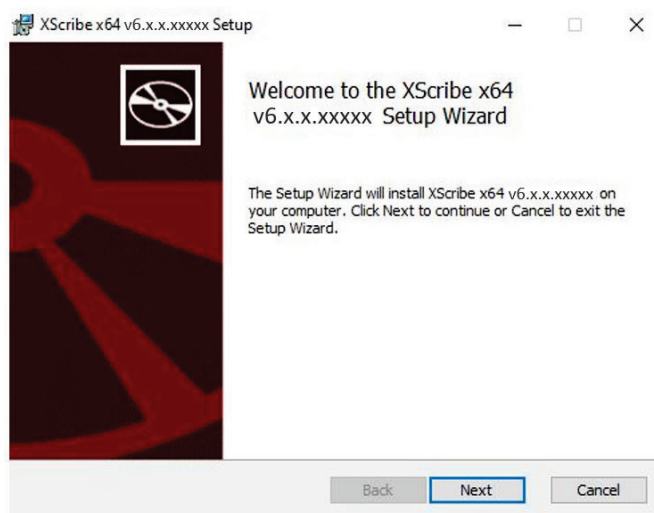 XScribe x64 v6.x.x.xxxxx Setup
Welcome to the XScribe x64
v6.x.x.xxxxx Setup Wizard
The Setup Wizard will install XScribe x64 v6.x.x.xxxxx on
your computer. Click Next to continue or Cancel to exit the
Setup Wizard.
Back Next Cancel